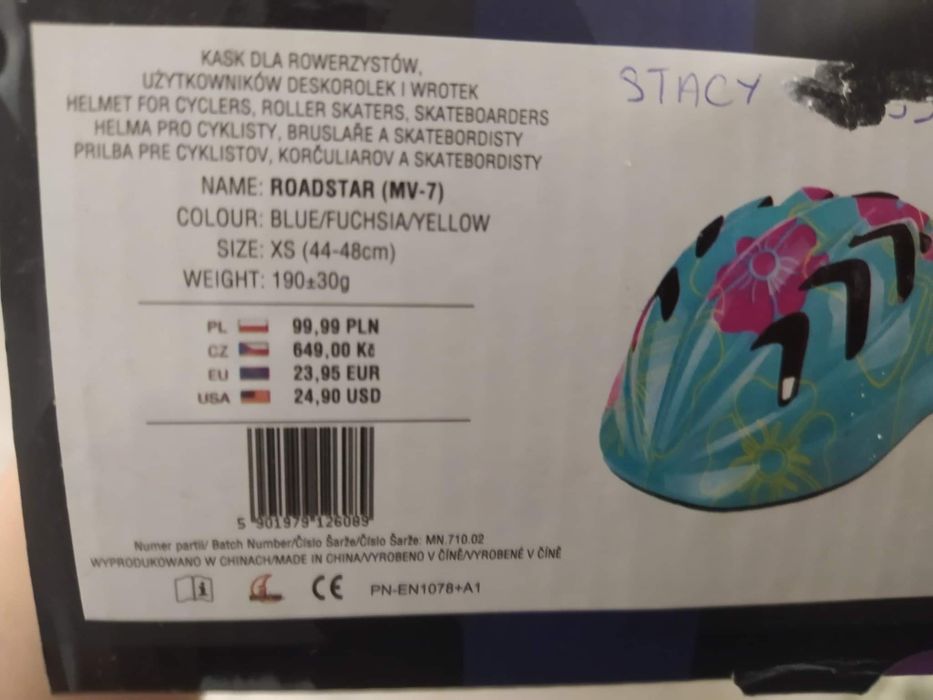 KASK DLA ROWERZYSTÓW,
UŻYTKOWNIKÓW DESKOROLEK I WROTEK
HELMET FOR CYCLERS, ROLLER SKATERS, SKATEBOARDERS
HELMA PRO CYKLISTY, BRUSLAŘE A SKATEBORDISTY
PRILBA PRE CYKLISTOV, KORČULIAROV A SKATEBORDISTY
NAME: ROADSTAR (MV-7)
COLOUR: BLUE/FUCHSIA/YELLOW
SIZE: XS (44-48cm)
WEIGHT: 190±30g
PL 99,99 PLN
CZ 649,00 Kč
EU 23,95 EUR
USA 24,90 USD
5 901979 126089
Numer partii/ Batch Number/Číslo Šarže/Číslo Šarže: MN.710.02
WYPRODUKOWANO W CHINACH/MADE IN CHINA/VYROBENO V ČÍNĚ/VYROBENÉ V ČÍNĚ
CE PN-EN1078+A1
STACY